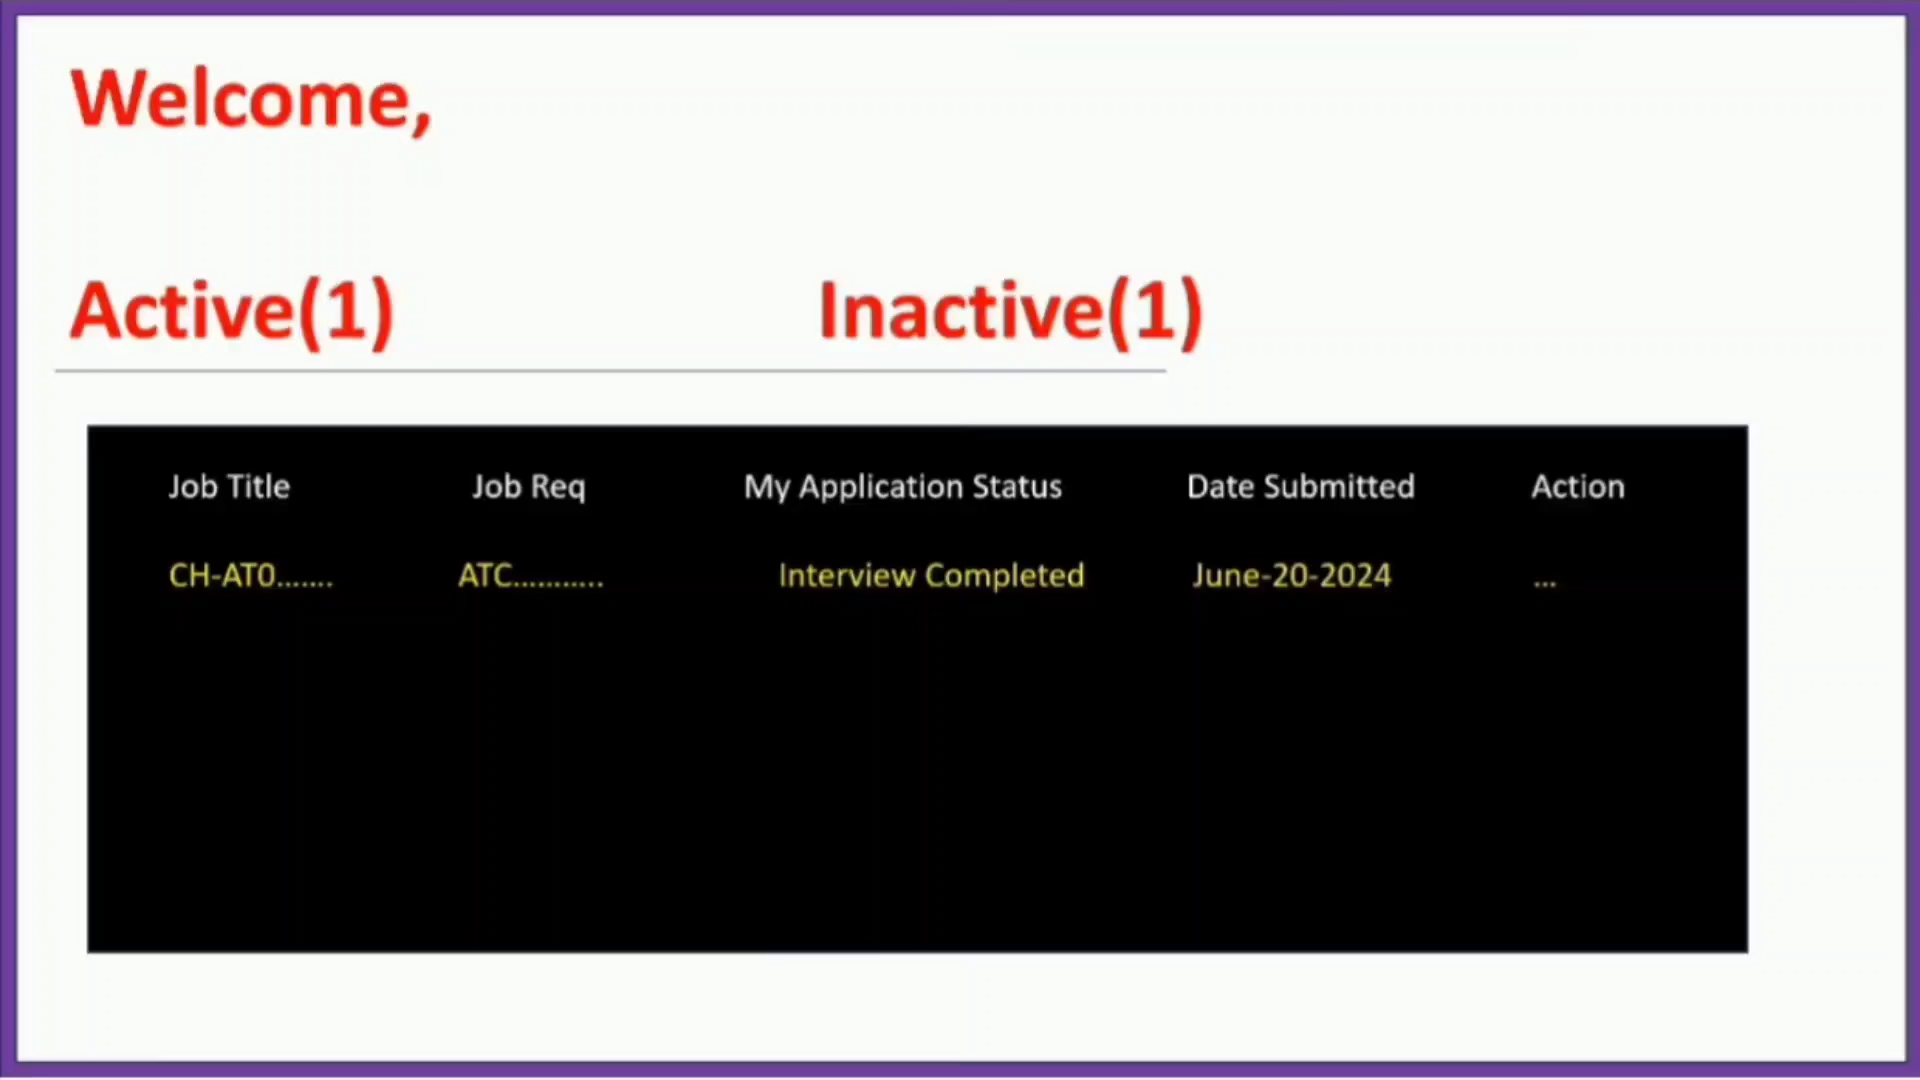 Welcome,
Active(1) Inactive(1)
Job Title Job Req My Application Status Date Submitted Action
CH-AT0....... ATC........... Interview Completed June-20-2024 ...